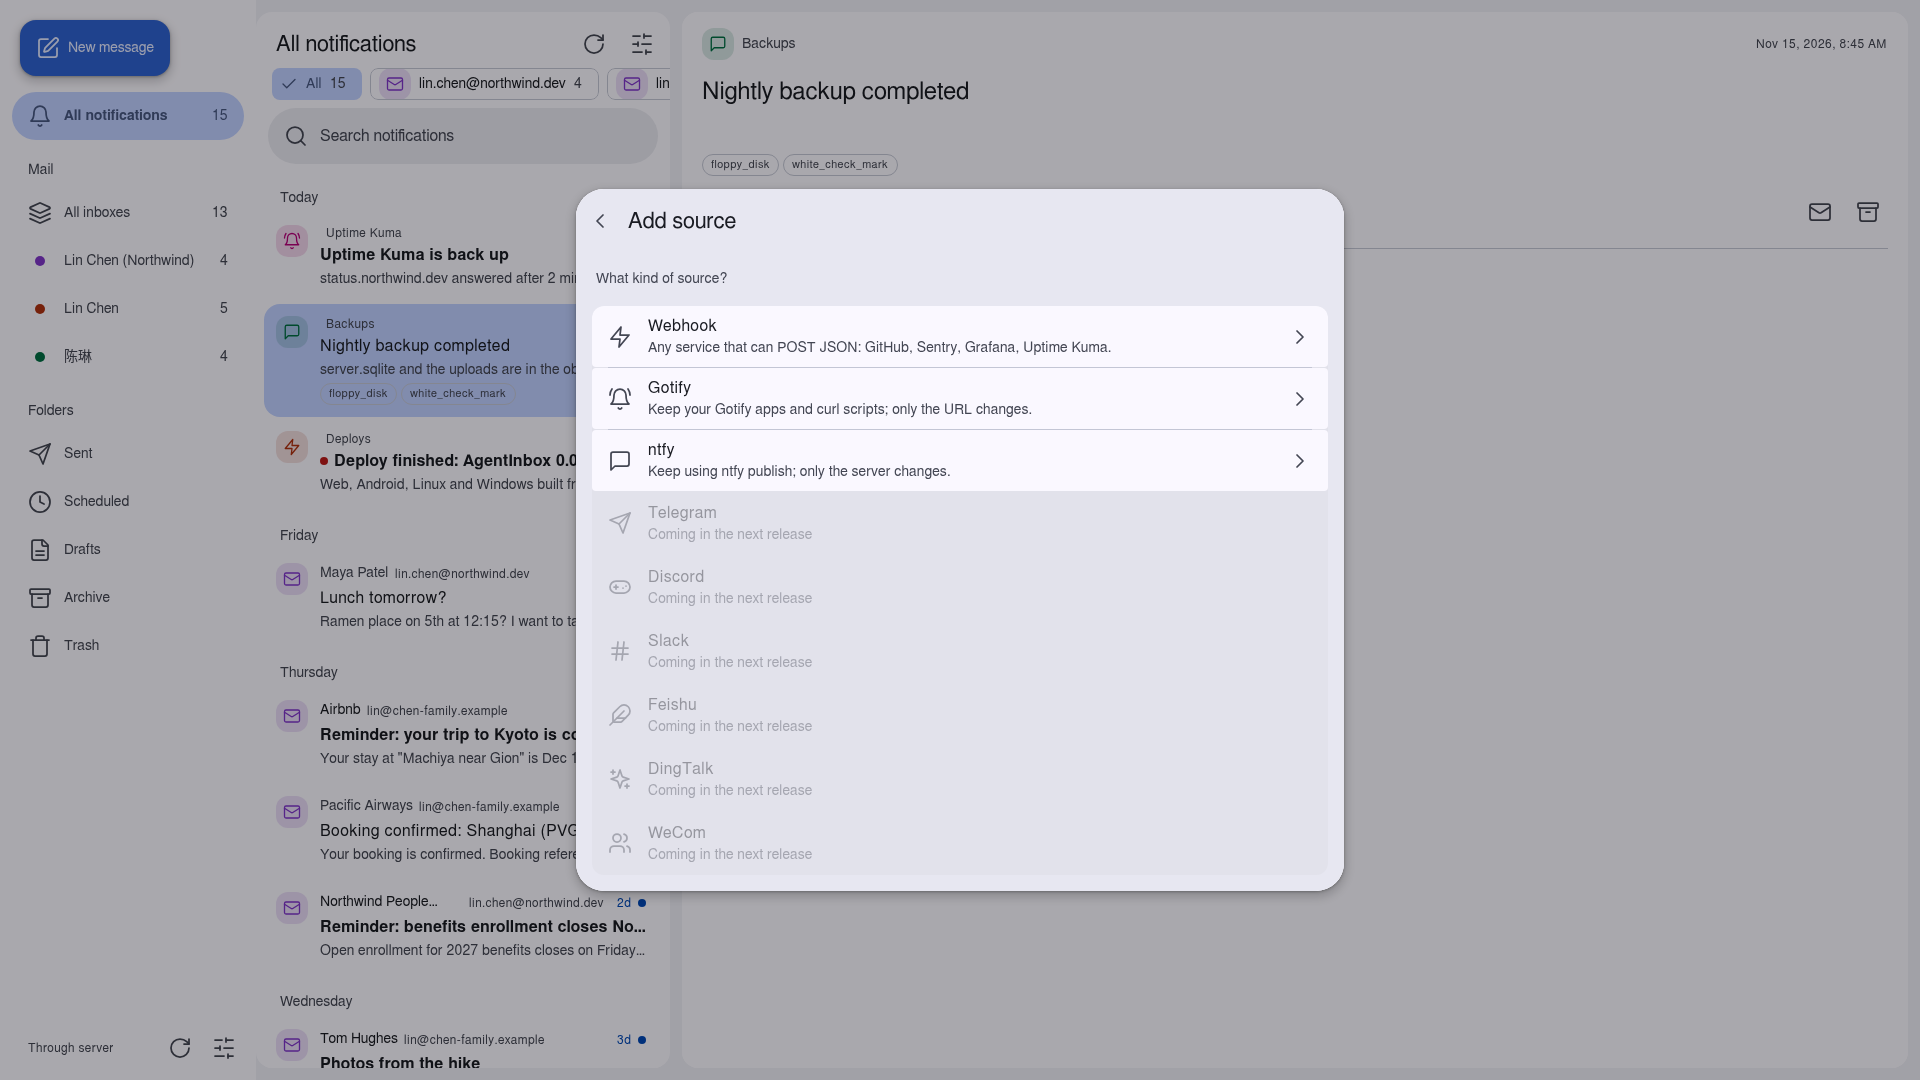 New message
All notifications 15
Mail
All inboxes 13
Lin Chen (Northwind) 4
Lin Chen 5
陈琳 4
Folders
Sent
Scheduled
Drafts
Archive
Trash
Through server
All notifications
All 15
lin.chen@northwind.dev 4
lin
Search notifications
Today
Uptime Kuma
Uptime Kuma is back up
status.northwind.dev answered after 2 min
Backups
Nightly backup completed
server.sqlite and the uploads are in the ob
floppy_disk white_check_mark
Deploys
Deploy finished: AgentInbox 0.0
Web, Android, Linux and Windows built fr
Friday
Maya Patel lin.chen@northwind.dev
Lunch tomorrow?
Ramen place on 5th at 12:15? I want to ta
Thursday
Airbnb lin@chen-family.example
Reminder: your trip to Kyoto is co
Your stay at "Machiya near Gion" is Dec 1
Pacific Airways lin@chen-family.example
Booking confirmed: Shanghai (PVG
Your booking is confirmed. Booking refere
Northwind People... lin.chen@northwind.dev 2d
Reminder: benefits enrollment closes No...
Open enrollment for 2027 benefits closes on Friday...
Wednesday
Tom Hughes lin@chen-family.example 3d
Photos from the hike
Backups
Nov 15, 2026, 8:45 AM
Nightly backup completed
floppy_disk white_check_mark
Add source
What kind of source?
Webhook
Any service that can POST JSON: GitHub, Sentry, Grafana, Uptime Kuma.
Gotify
Keep your Gotify apps and curl scripts; only the URL changes.
ntfy
Keep using ntfy publish; only the server changes.
Telegram
Coming in the next release
Discord
Coming in the next release
Slack
Coming in the next release
Feishu
Coming in the next release
DingTalk
Coming in the next release
WeCom
Coming in the next release